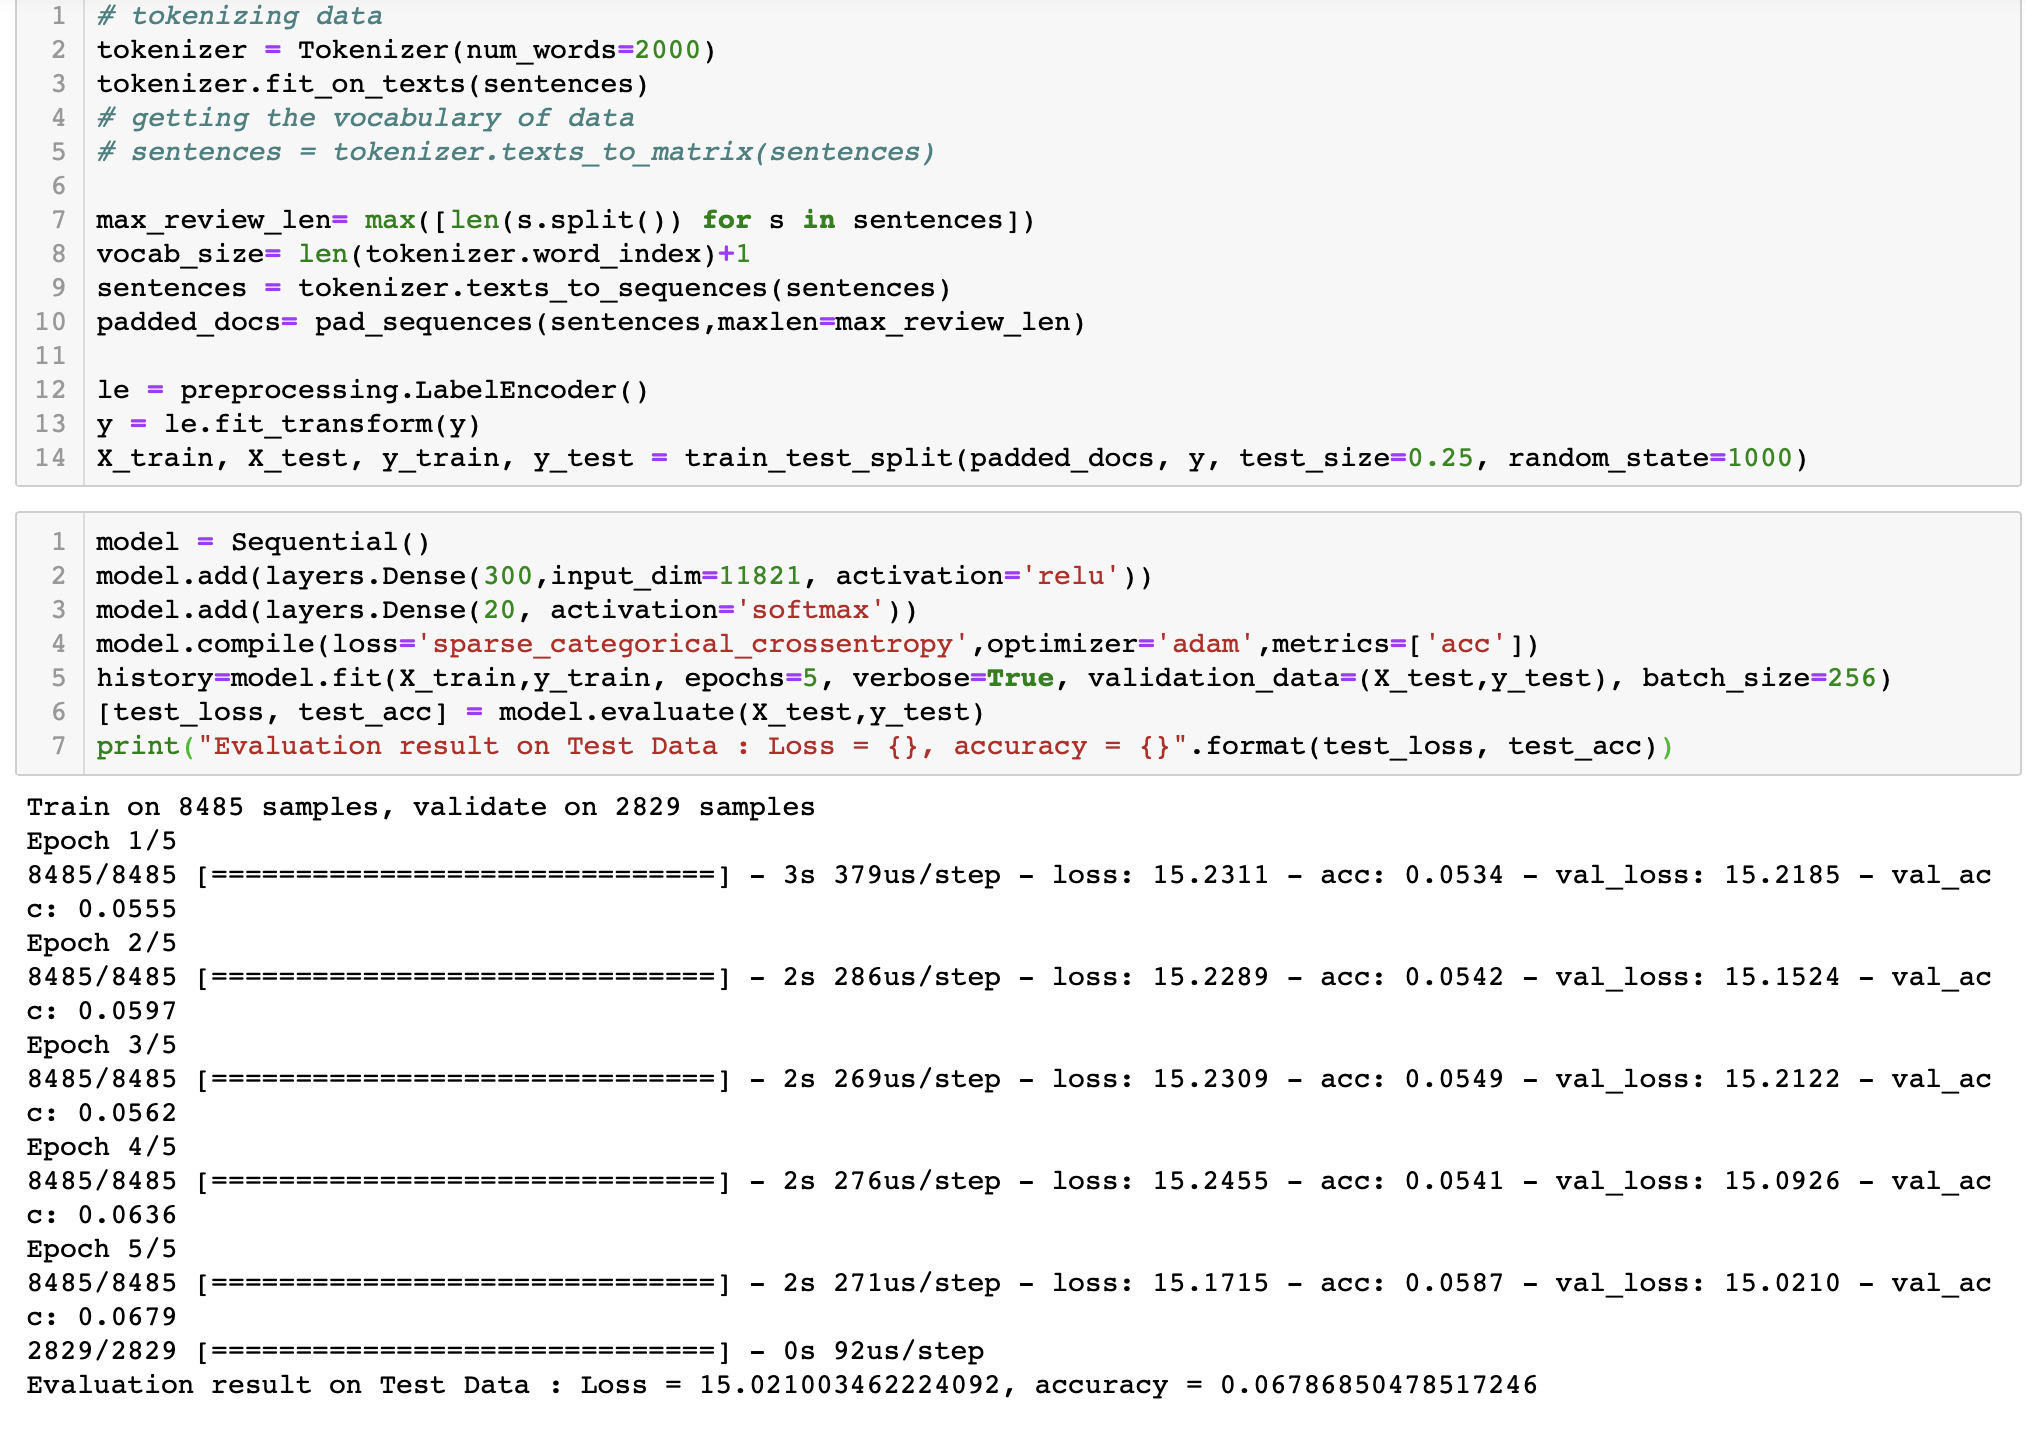 1 # tokenizing data
2 tokenizer = Tokenizer(num_words=2000)
3 tokenizer.fit_on_texts(sentences)
4 # getting the vocabulary of data
5 # sentences = tokenizer.texts_to_matrix(sentences)
6
7 max_review_len= max([len(s.split()) for s in sentences])
8 vocab_size= len(tokenizer.word_index)+1
9 sentences = tokenizer.texts_to_sequences(sentences)
10 padded_docs= pad_sequences(sentences,maxlen=max_review_len)
11
12 le = preprocessing.LabelEncoder()
13 y = le.fit_transform(y)
14 X_train, X_test, y_train, y_test = train_test_split(padded_docs, y, test_size=0.25, random_state=1000)
1 model = Sequential()
2 model.add(layers.Dense(300,input_dim=11821, activation='relu'))
3 model.add(layers.Dense(20, activation='softmax'))
4 model.compile(loss='sparse_categorical_crossentropy',optimizer='adam',metrics=['acc'])
5 history=model.fit(X_train,y_train, epochs=5, verbose=True, validation_data=(X_test,y_test), batch_size=256)
6 [test_loss, test_acc] = model.evaluate(X_test,y_test)
7 print("Evaluation result on Test Data : Loss = {}, accuracy = {}".format(test_loss, test_acc))
Train on 8485 samples, validate on 2829 samples
Epoch 1/5
8485/8485 [==============================] - 3s 379us/step - loss: 15.2311 - acc: 0.0534 - val_loss: 15.2185 - val_ac
c: 0.0555
Epoch 2/5
8485/8485 [==============================] - 2s 286us/step - loss: 15.2289 - acc: 0.0542 - val_loss: 15.1524 - val_ac
c: 0.0597
Epoch 3/5
8485/8485 [==============================] - 2s 269us/step - loss: 15.2309 - acc: 0.0549 - val_loss: 15.2122 - val_ac
c: 0.0562
Epoch 4/5
8485/8485 [==============================] - 2s 276us/step - loss: 15.2455 - acc: 0.0541 - val_loss: 15.0926 - val_ac
c: 0.0636
Epoch 5/5
8485/8485 [==============================] - 2s 271us/step - loss: 15.1715 - acc: 0.0587 - val_loss: 15.0210 - val_ac
c: 0.0679
2829/2829 [==============================] - 0s 92us/step
Evaluation result on Test Data : Loss = 15.021003462224092, accuracy = 0.06786850478517246